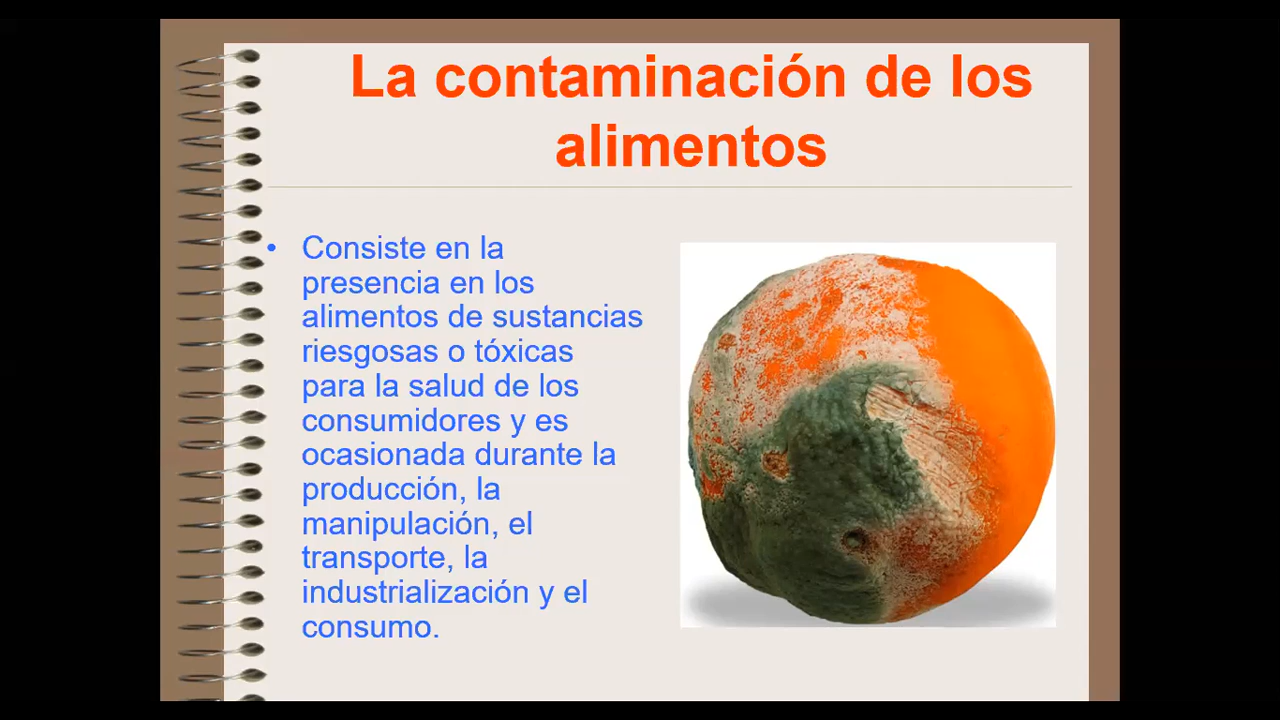 La contaminación de los
alimentos
• Consiste en la
presencia en los
alimentos de sustancias
riesgosas o tóxicas
para la salud de los
consumidores y es
ocasionada durante la
producción, la
manipulación, el
transporte, la
industrialización y el
consumo.